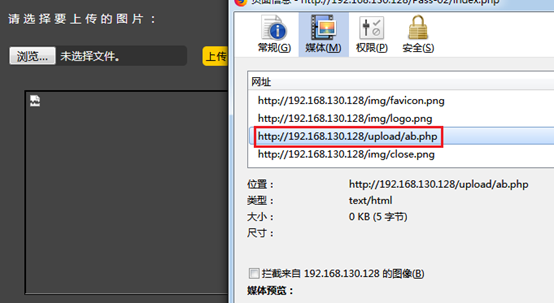 请选择要上传的图片：
浏览... 未选择文件。
上传
页面信息 - http://192.168.130.128/Pass-02/index.php
常规(G) 媒体(M) 权限(P) 安全(S)
网址
http://192.168.130.128/img/favicon.png
http://192.168.130.128/img/logo.png
http://192.168.130.128/upload/ab.php
http://192.168.130.128/img/close.png
位置： http://192.168.130.128/upload/ab.php
类型： text/html
大小： 0 KB (5 字节)
尺寸：
拦截来自 192.168.130.128 的图像(B)
媒体预览：